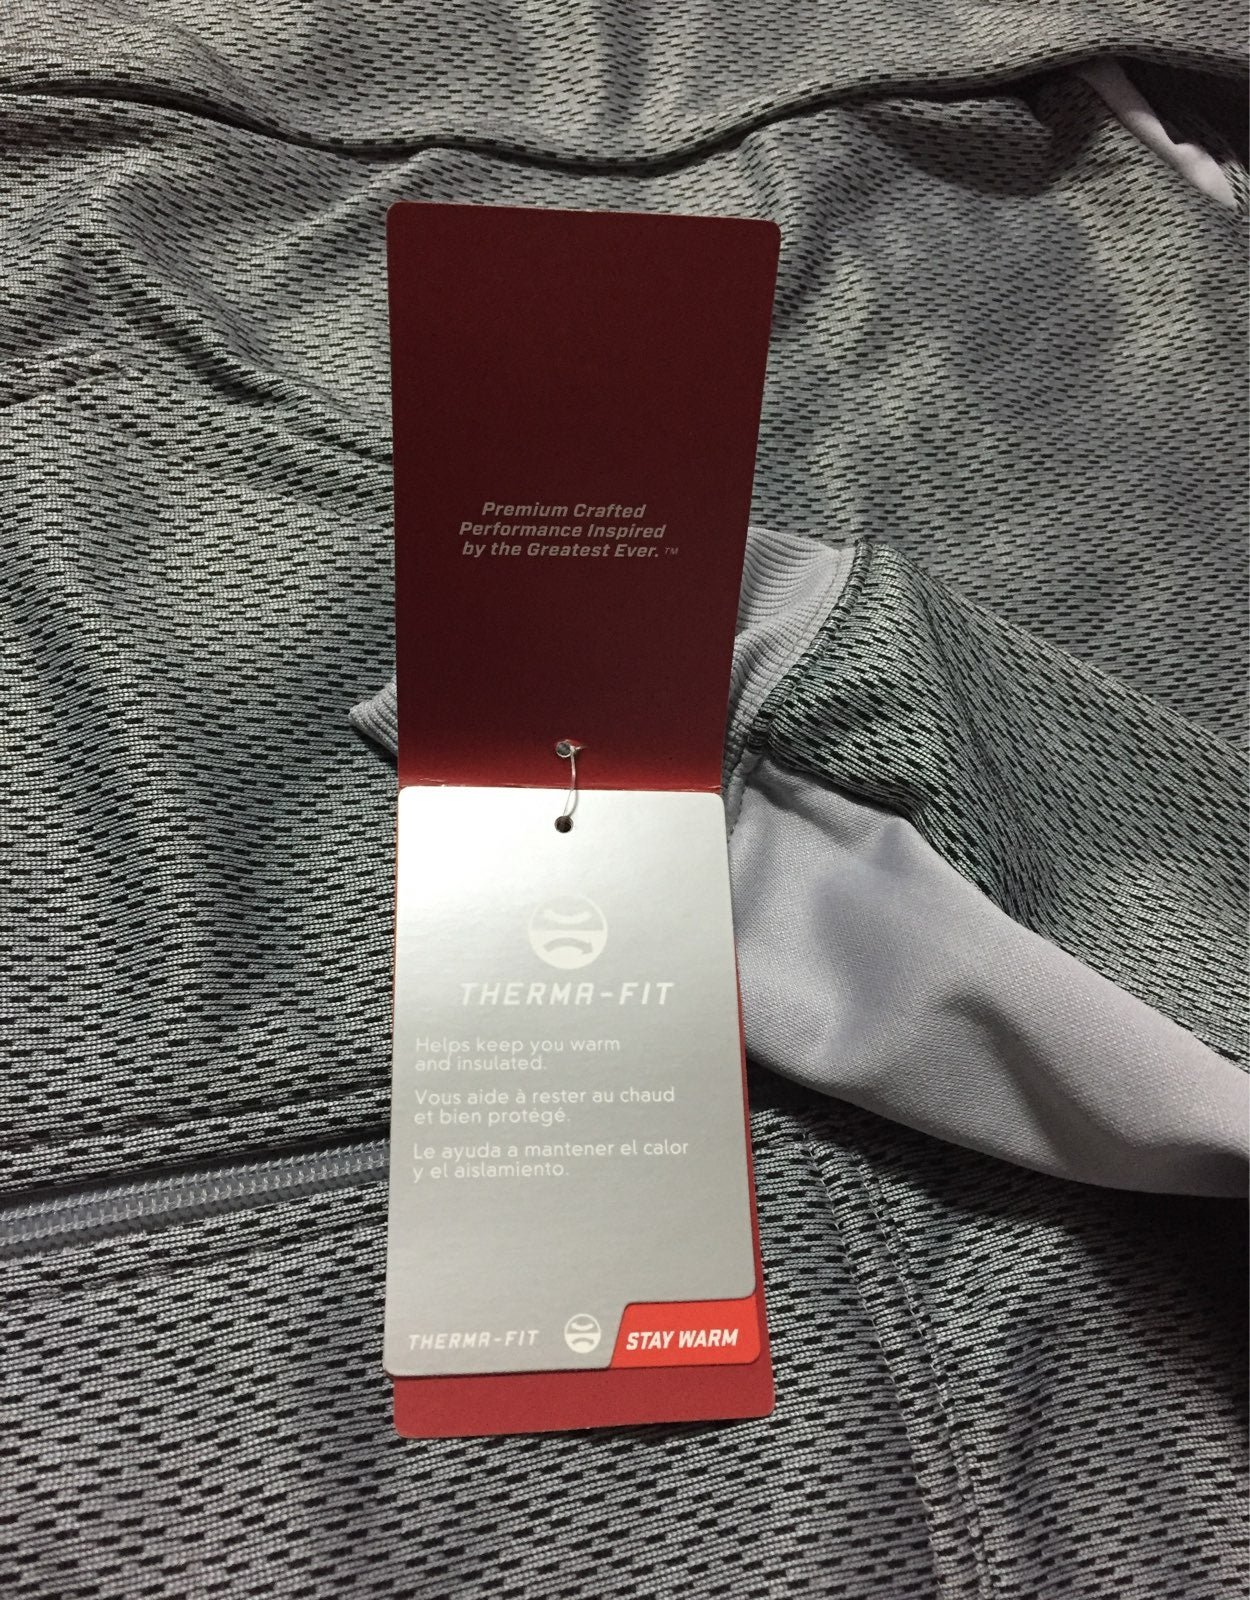 Premium Crafted
Performance Inspired
by the Greatest Ever.™
THERMA-FIT
Helps keep you warm
and insulated.
Vous aide à rester au chaud
et bien protégé.
Le ayuda a mantener el calor
y el aislamiento.
THERMA-FIT
STAY WARM